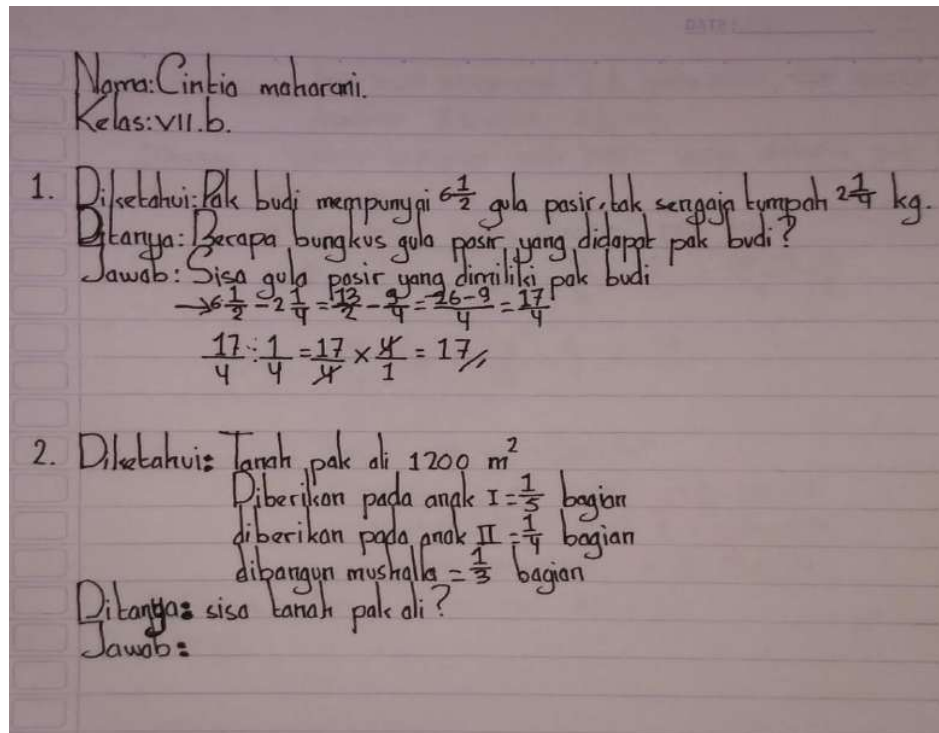 Nama: Cintia maharani.
Kelas: VII.b.
1. Diketahui: Pak budi mempunyai 6 1/2 gula pasir, tak sengaja tumpah 2 1/4 kg.
Ditanya: Berapa bungkus gula pasir yang didapat pak budi?
Jawab: Sisa gula pasir yang dimiliki pak budi
→ 6 1/2 - 2 1/4 = 13/2 - 9/4 = 26-9/4 = 17/4
17/4 : 1/4 = 17/4 × 4/1 = 17//
2. Diketahui: Tanah pak ali 1200 m²
Diberikan pada anak I = 1/5 bagian
diberikan pada anak II = 1/4 bagian
dibangun musholla = 1/3 bagian
Ditanya: sisa tanah pak ali?
Jawab: